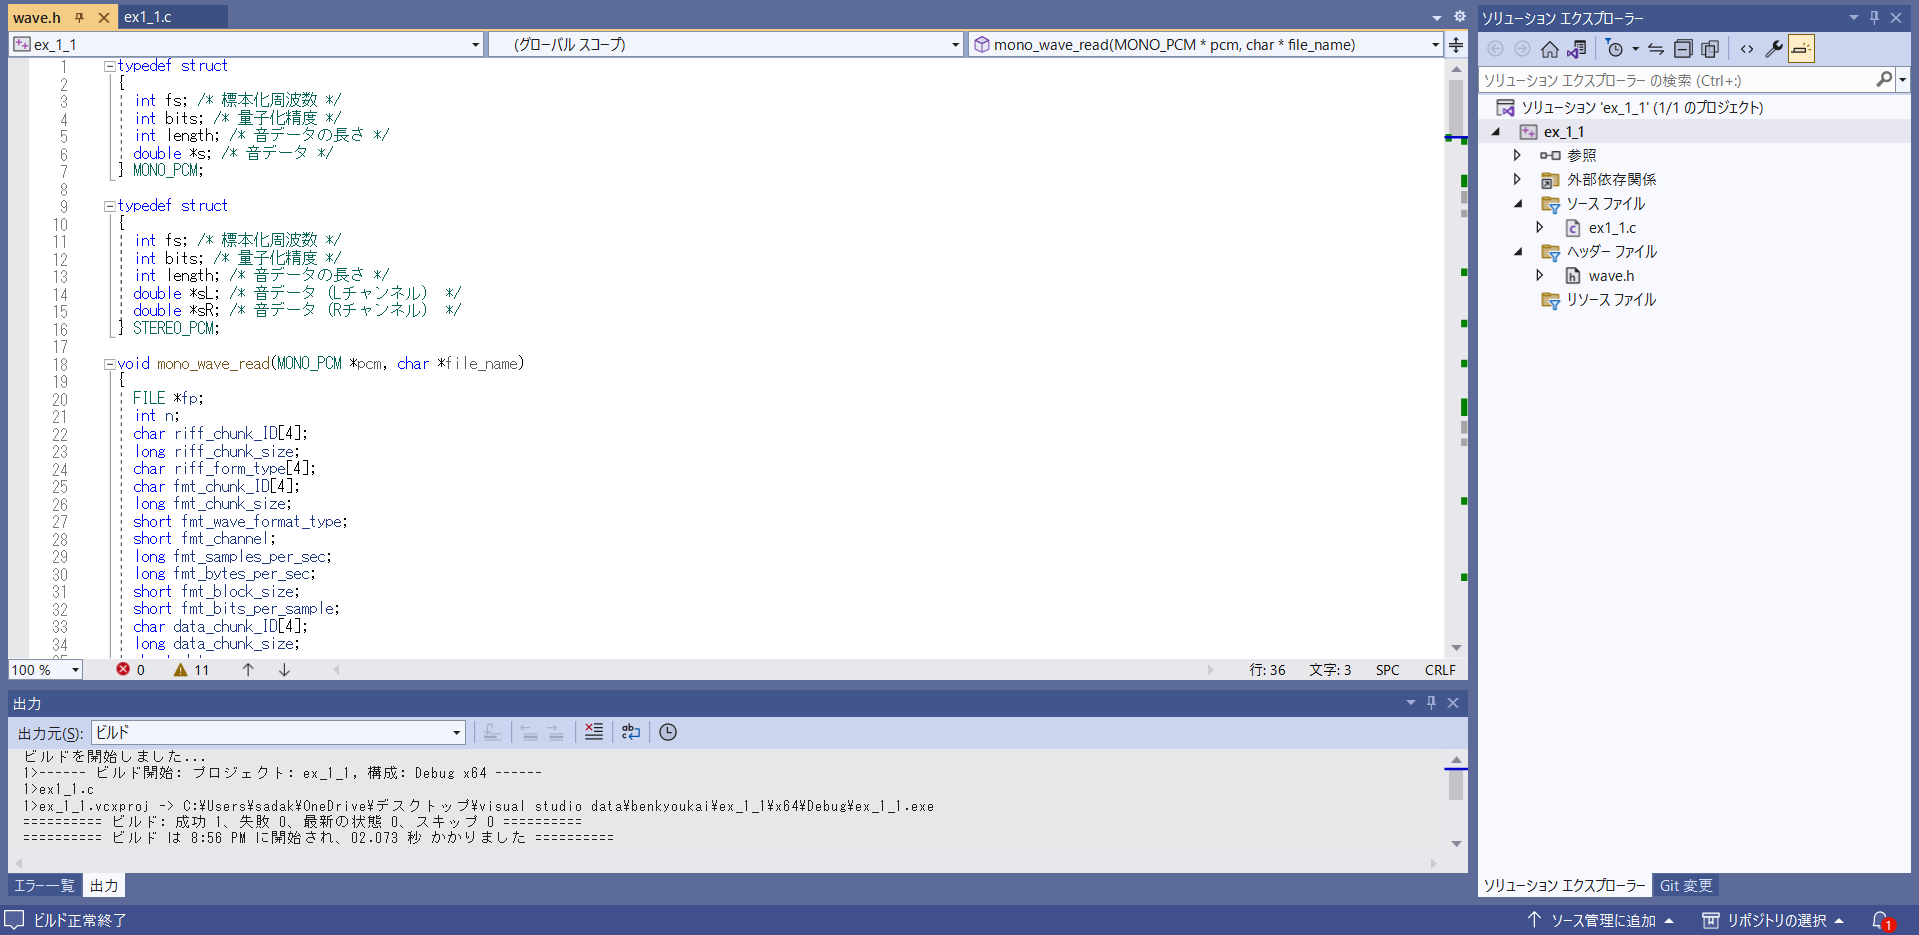 wave.h
ex1_1.c
ex_1_1
(グローバル スコープ)
mono_wave_read(MONO_PCM * pcm, char * file_name)
1 typedef struct
2 {
3 int fs; /* 標本化周波数 */
4 int bits; /* 量子化精度 */
5 int length; /* 音データの長さ */
6 double *s; /* 音データ */
7 } MONO_PCM;
8
9 typedef struct
10 {
11 int fs; /* 標本化周波数 */
12 int bits; /* 量子化精度 */
13 int length; /* 音データの長さ */
14 double *sL; /* 音データ（Lチャンネル） */
15 double *sR; /* 音データ（Rチャンネル） */
16 } STEREO_PCM;
17
18 void mono_wave_read(MONO_PCM *pcm, char *file_name)
19 {
20 FILE *fp;
21 int n;
22 char riff_chunk_ID[4];
23 long riff_chunk_size;
24 char riff_form_type[4];
25 char fmt_chunk_ID[4];
26 long fmt_chunk_size;
27 short fmt_wave_format_type;
28 short fmt_channel;
29 long fmt_samples_per_sec;
30 long fmt_bytes_per_sec;
31 short fmt_block_size;
32 short fmt_bits_per_sample;
33 char data_chunk_ID[4];
34 long data_chunk_size;
100 %
0
11
行: 36
文字: 3
SPC
CRLF
出力
出力元(S):
ビルド
ビルドを開始しました...
1>------ ビルド開始: プロジェクト: ex_1_1, 構成: Debug x64 ------
1>ex1_1.c
1>ex_1_1.vcxproj -> C:¥Users¥sadak¥OneDrive¥デスクトップ¥visual studio data¥benkyoukai¥ex_1_1¥x64¥Debug¥ex_1_1.exe
========== ビルド: 成功 1、失敗 0、最新の状態 0、スキップ 0 ==========
========== ビルド は 8:56 PM に開始され、02.073 秒 かかりました ==========
エラー一覧
出力
ビルド正常終了
ソリューション エクスプローラー
ソリューション エクスプローラー の検索 (Ctrl+:)
ソリューション 'ex_1_1' (1/1 のプロジェクト)
ex_1_1
参照
外部依存関係
ソース ファイル
ex1_1.c
ヘッダー ファイル
wave.h
リソース ファイル
ソリューション エクスプローラー
Git 変更
ソース管理に追加
リポジトリの選択
1